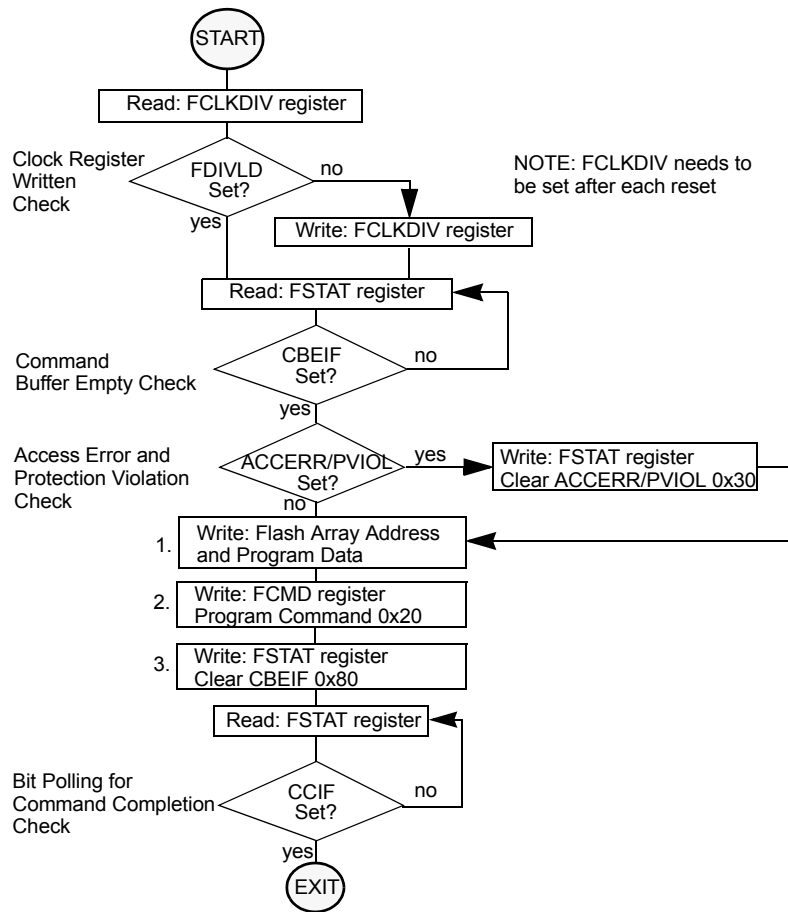 START
Read: FCLKDIV register
Clock Register
Written
Check
FDIVLD
Set?
no
yes
NOTE: FCLKDIV needs to
be set after each reset
Write: FCLKDIV register
Read: FSTAT register
Command
Buffer Empty Check
CBEIF
Set?
no
yes
Access Error and
Protection Violation
Check
ACCERR/PVIOL
Set?
yes
no
Write: FSTAT register
Clear ACCERR/PVIOL 0x30
1.
Write: Flash Array Address
and Program Data
2.
Write: FCMD register
Program Command 0x20
3.
Write: FSTAT register
Clear CBEIF 0x80
Read: FSTAT register
Bit Polling for
Command Completion
Check
CCIF
Set?
no
yes
EXIT